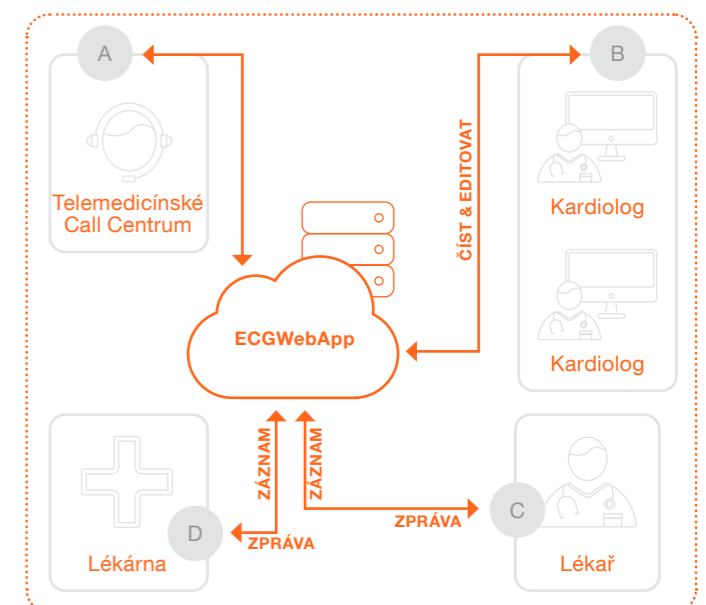 A
B
Telemedicínské
Call Centrum
ČÍST & EDITOVAT
Kardiolog
ECGWebApp
Kardiolog
ZÁZNAM
ZÁZNAM
D
ZPRÁVA
ZPRÁVA
C
Lékárna
Lékař